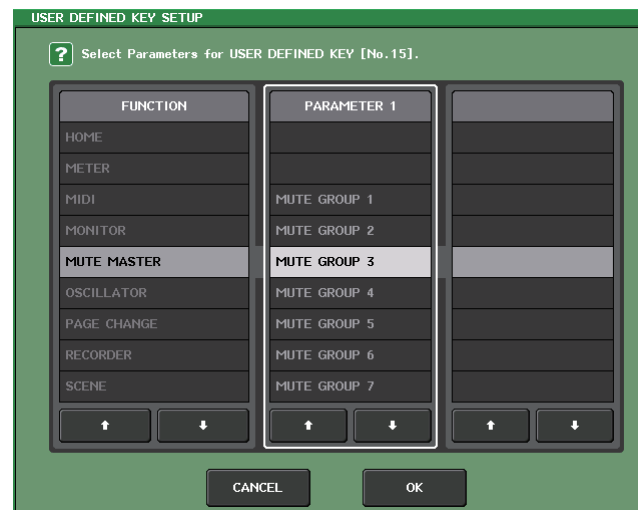 USER DEFINED KEY SETUP
? Select Parameters for USER DEFINED KEY [No.15].
FUNCTION
HOME
METER
MIDI
MONITOR
MUTE MASTER
OSCILLATOR
PAGE CHANGE
RECORDER
SCENE
PARAMETER 1
MUTE GROUP 1
MUTE GROUP 2
MUTE GROUP 3
MUTE GROUP 4
MUTE GROUP 5
MUTE GROUP 6
MUTE GROUP 7
CANCEL
OK